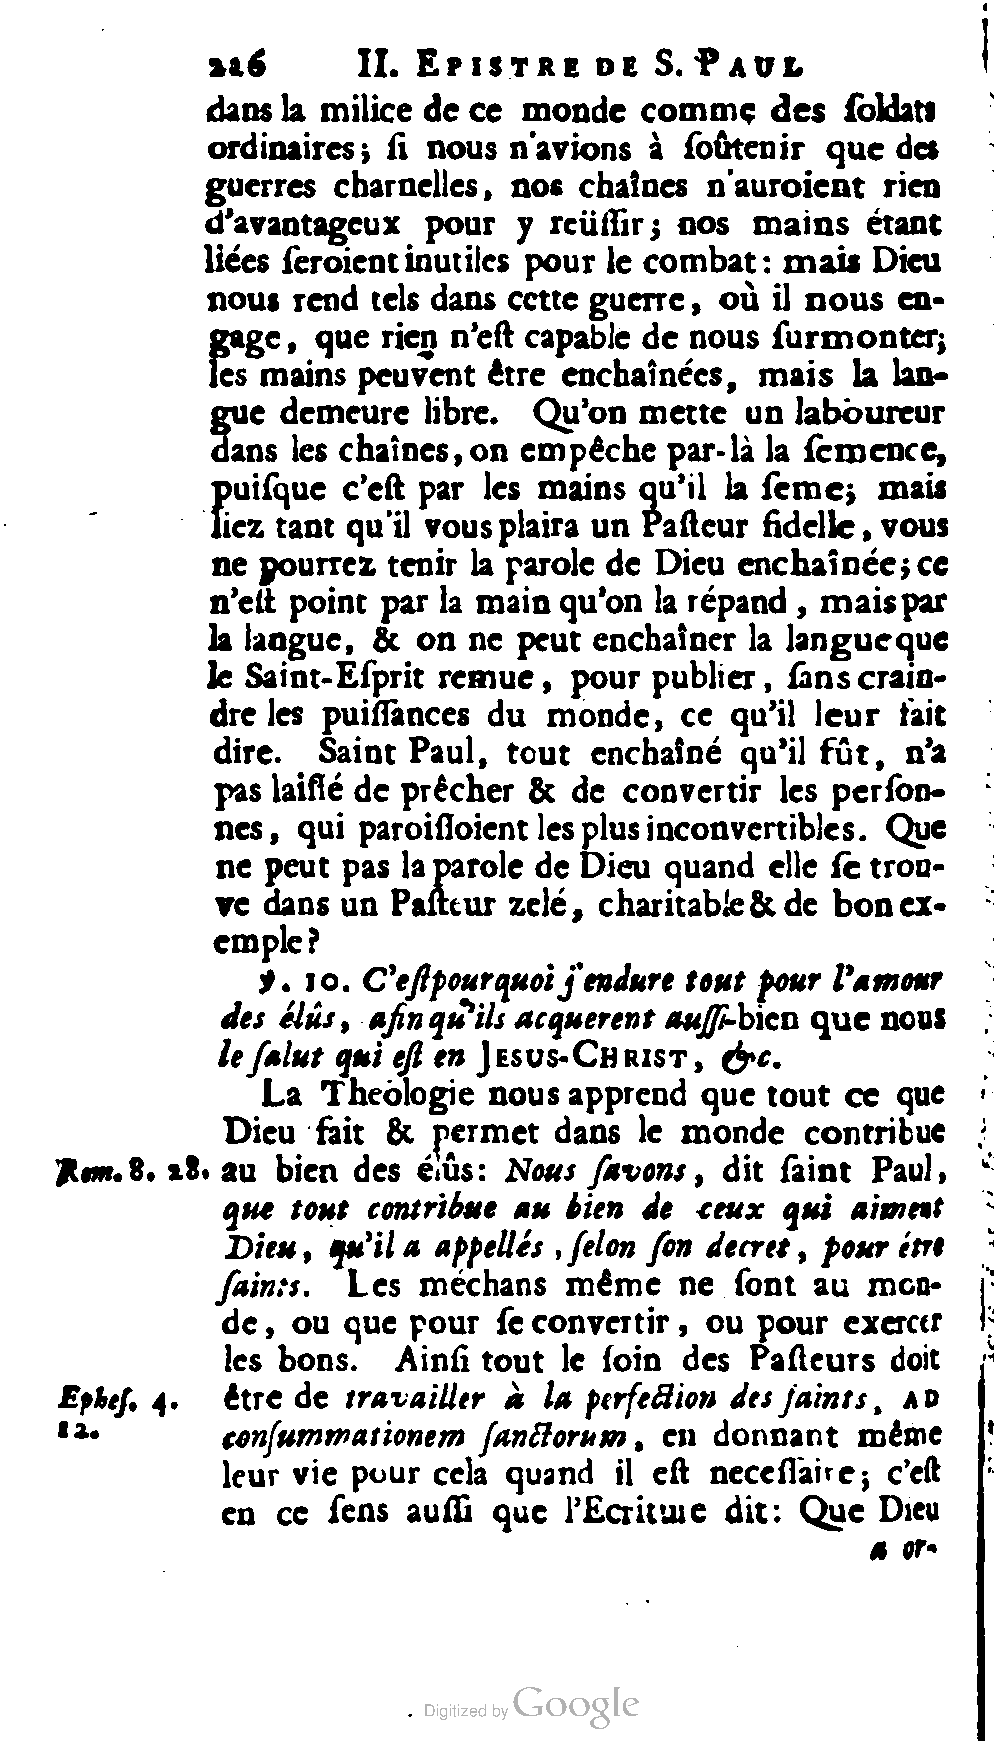 226 II. EPISTRE DE S. PAUL
dans la milice de ce monde comme des ſoldats
ordinaires; ſi nous n'avions à ſoûtenir que des
guerres charnelles, nos chaînes n'auroient rien
d'avantageux pour y reüſſir; nos mains étant
liées ſeroient inutiles pour le combat: mais Dieu
nous rend tels dans cette guerre, où il nous en-
gage, que rien n'eſt capable de nous ſurmonter;
les mains peuvent être enchaînées, mais la lan-
gue demeure libre. Qu'on mette un laboureur
dans les chaînes, on empêche par-là la ſemence,
puiſque c'eſt par les mains qu'il la ſeme; mais
liez tant qu'il vous plaira un Paſteur fidelle, vous
ne pourrez tenir la parole de Dieu enchaînée; ce
n'eſt point par la main qu'on la répand, mais par
la langue, & on ne peut enchaîner la langue que
le Saint-Eſprit remue, pour publier, ſans crain-
dre les puiſſances du monde, ce qu'il leur fait
dire. Saint Paul, tout enchaîné qu'il fût, n'a
pas laiſſé de prêcher & de convertir les perſon-
nes, qui paroiſſoient les plus inconvertibles. Que
ne peut pas la parole de Dieu quand elle ſe trou-
ve dans un Paſteur zelé, charitable & de bon ex-
emple?
℣. 10. C'eſt pourquoi j'endure tout pour l'amour
des élûs, afin qu'ils acquerent auſſi-bien que nous
le ſalut qui eſt en JESUS-CHRIST, &c.
La Theologie nous apprend que tout ce que
Dieu fait & permet dans le monde contribue
Rom. 8. 28. au bien des élûs: Nous ſavons, dit ſaint Paul,
que tout contribue au bien de ceux qui aiment
Dieu, qu'il a appellés, ſelon ſon decret, pour être
ſaints. Les méchans même ne ſont au mon-
de, ou que pour ſe convertir, ou pour exercer
les bons. Ainſi tout le ſoin des Paſteurs doit
Epheſ. 4. être de travailler à la perfection des ſaints, AD
12. conſummationem ſanctorum, en donnant même
leur vie pour cela quand il eſt neceſſaire; c'eſt
en ce ſens auſſi que l'Ecriture dit: Que Dieu
a or-
Digitized by Google